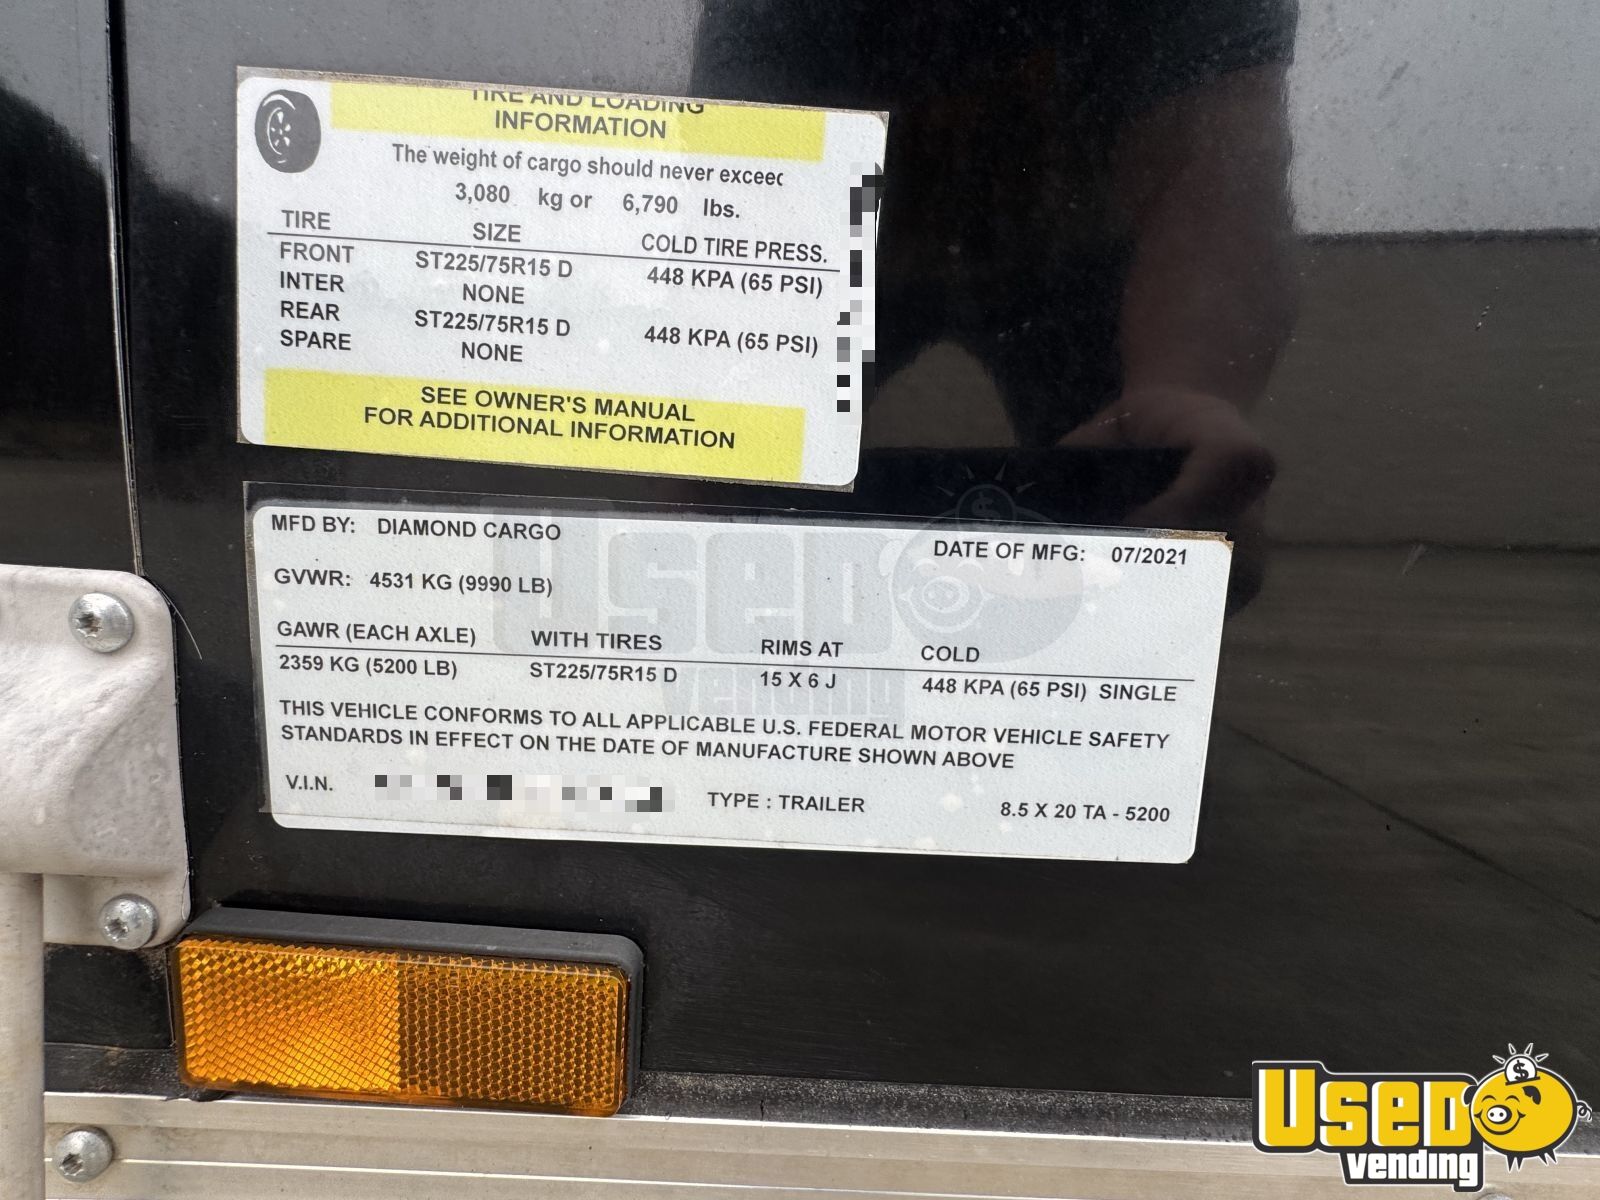 TIRE AND LOADING
INFORMATION
The weight of cargo should never exceed
3,080 kg or 6,790 lbs.
TIRE SIZE COLD TIRE PRESS.
FRONT ST225/75R15 D 448 KPA (65 PSI)
INTER NONE
REAR ST225/75R15 D 448 KPA (65 PSI)
SPARE NONE
SEE OWNER'S MANUAL
FOR ADDITIONAL INFORMATION
MFD BY: DIAMOND CARGO DATE OF MFG: 07/2021
GVWR: 4531 KG (9990 LB)
GAWR (EACH AXLE) WITH TIRES RIMS AT COLD
2359 KG (5200 LB) ST225/75R15 D 15 X 6 J 448 KPA (65 PSI) SINGLE
THIS VEHICLE CONFORMS TO ALL APPLICABLE U.S. FEDERAL MOTOR VEHICLE SAFETY
STANDARDS IN EFFECT ON THE DATE OF MANUFACTURE SHOWN ABOVE
V.I.N. TYPE : TRAILER 8.5 X 20 TA - 5200
Used
vending
Used
vending